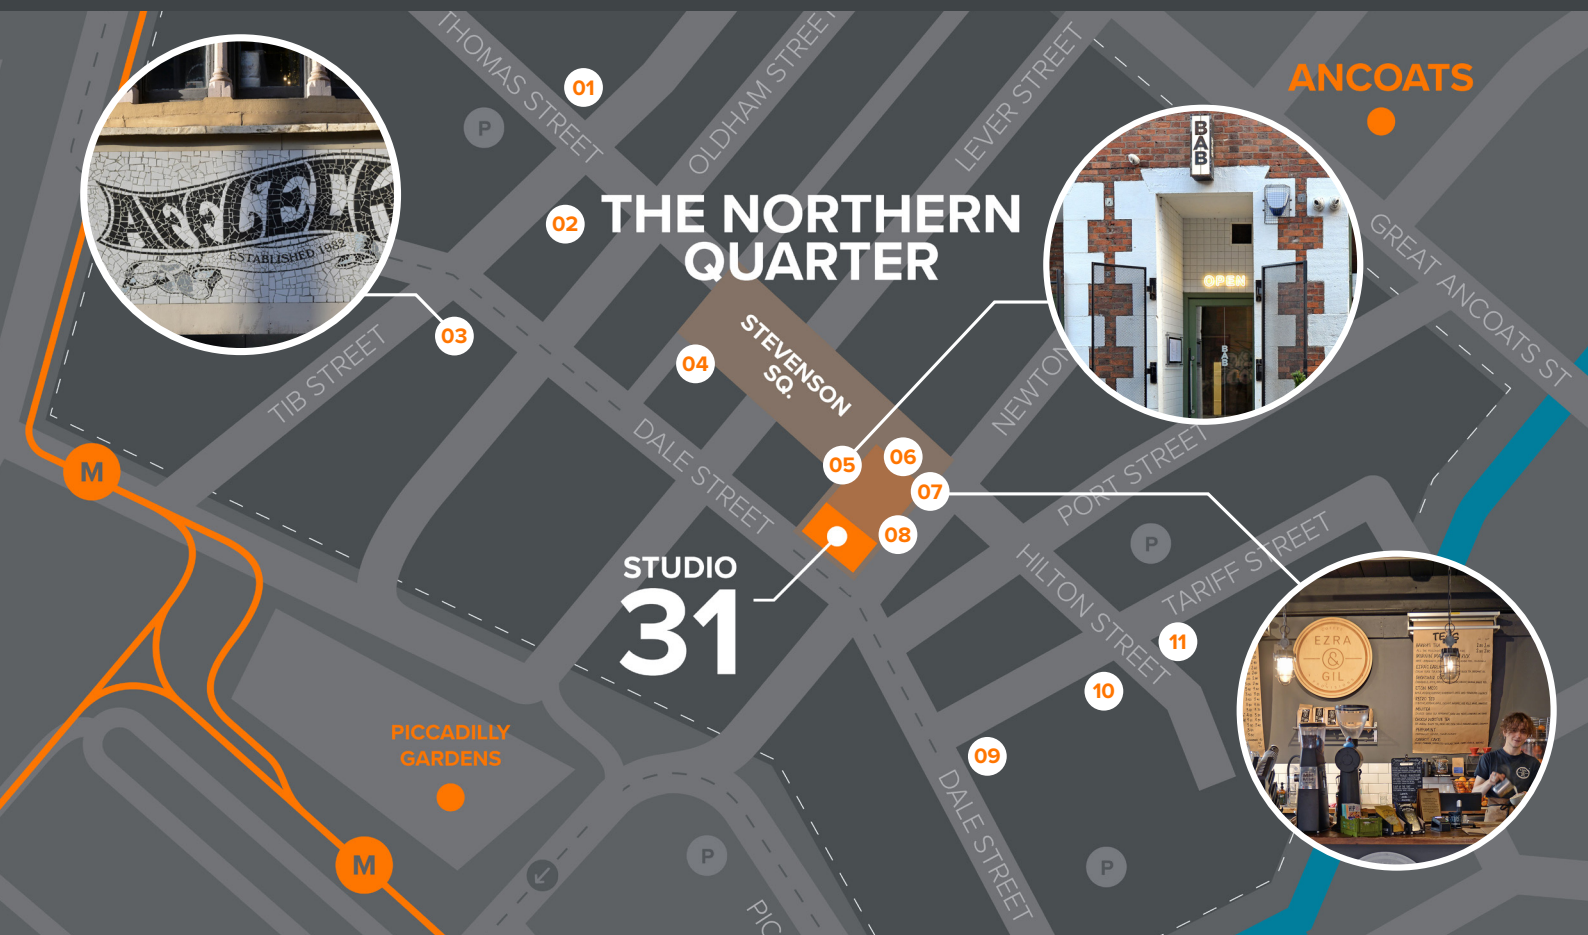 THOMAS STREET
OLDHAM STREET
LEVER STREET
ANCOATS
01
P
BAB
AFFLECK
ESTABLISHED 1982
02
THE NORTHERN
QUARTER
GREAT ANCOATS ST
OPEN
BAB
03
TIB STREET
STEVENSON
SQ.
04
NEWTON
DALE STREET
05
06
07
08
PORT STREET
M
STUDIO
31
HILTON STREET
P
TARIFF STREET
EZRA
&
GIL
TEAS
11
10
09
PICCADILLY
GARDENS
DALE STREET
M
P
P
PIC